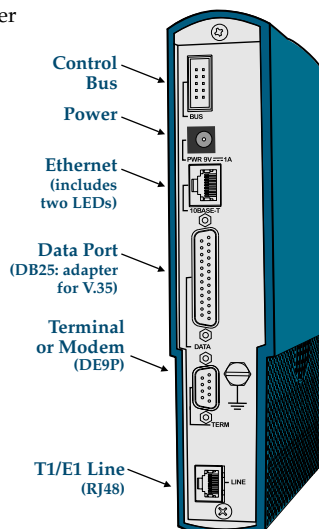 er
Control
Bus
BUS
Power
PWR 9V⎓1A
Ethernet
(includes
two LEDs)
10BASE-T
Data Port
(DB25: adapter
for V.35)
DATA
Terminal
or Modem
(DE9P)
TERM
T1/E1 Line
(RJ48)
LINE